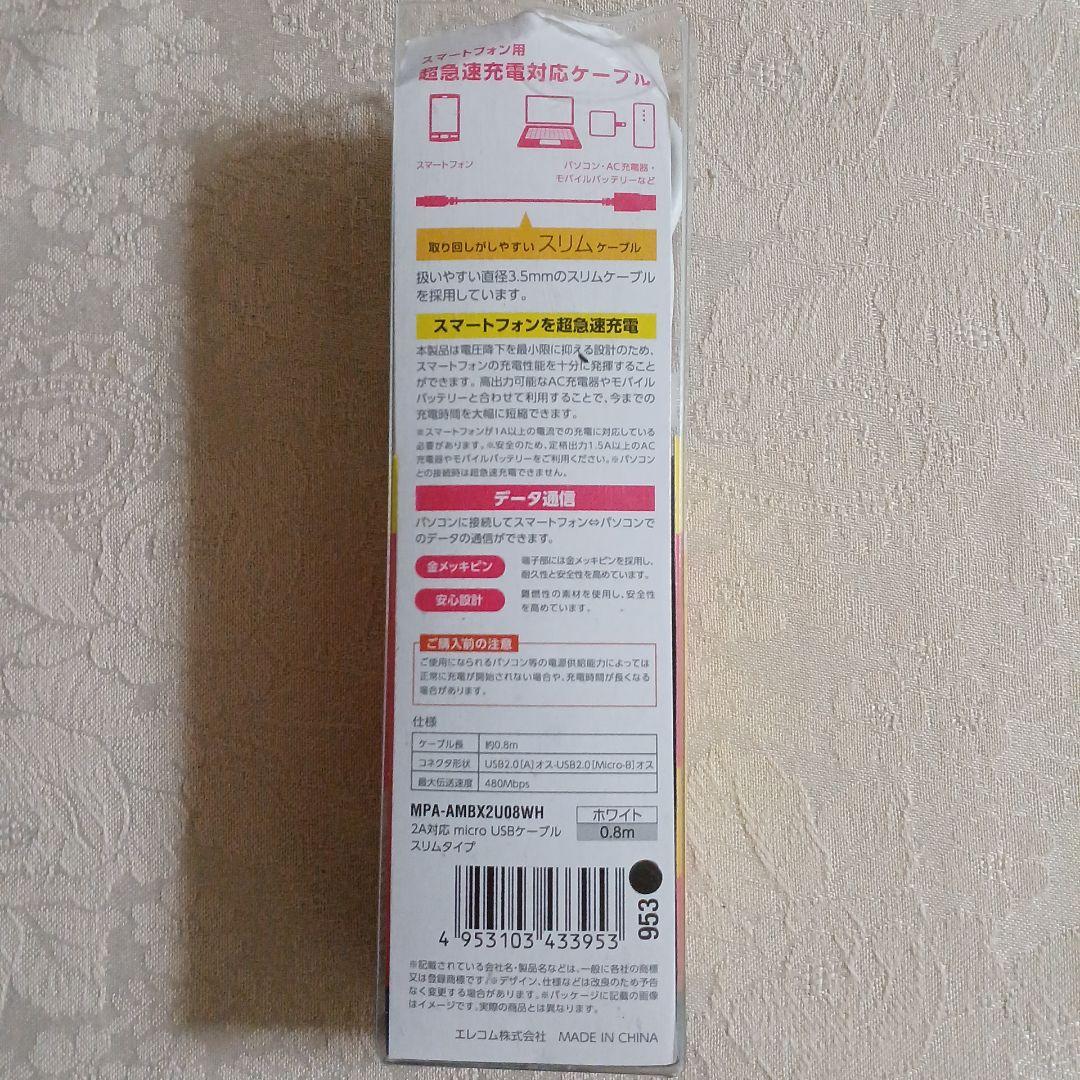 スマートフォン用
超急速充電対応ケーブル
スマートフォン
パソコン・AC充電器・
モバイルバッテリーなど
取り回しがしやすい スリム ケーブル
扱いやすい直径3.5mmのスリムケーブル
を採用しています。
スマートフォンを超急速充電
本製品は電圧降下を最小限に抑える設計のため、
スマートフォンの充電性能を十分に発揮すること
ができます。高出力可能なAC充電器やモバイル
バッテリーと合わせて利用することで、今までの
充電時間を大幅に短縮できます。
※スマートフォンが1A以上の電流での充電に対応している
必要があります。※安全のため、定格出力1.5A以上のAC
充電器やモバイルバッテリーをご利用ください。※パソコン
との接続時は超急速充電できません。
データ通信
パソコンに接続してスマートフォン⇔パソコンで
のデータの通信ができます。
金メッキピン
端子部には金メッキピンを採用し、
耐久性と安全性を高めています。
安心設計
難燃性の素材を使用し、安全性
を高めています。
ご購入前の注意
ご使用になられるパソコン等の電源供給能力によっては
正常に充電が開始されない場合や、充電時間が長くなる
場合があります。
仕様
ケーブル長 約0.8m
コネクタ形状 USB2.0[A]オス-USB2.0[Micro-B]オス
最大伝送速度 480Mbps
MPA-AMBX2U08WH
ホワイト
2A対応 micro USBケーブル
0.8m
スリムタイプ
953
4 953103 433953
※記載されている会社名・製品名などは、一般に各社の商標
又は登録商標です。※デザイン、仕様などは改良のため予告
なく変更する場合があります。※パッケージに記載の画像
はイメージです。実際の商品とは異なります。
エレコム株式会社 MADE IN CHINA